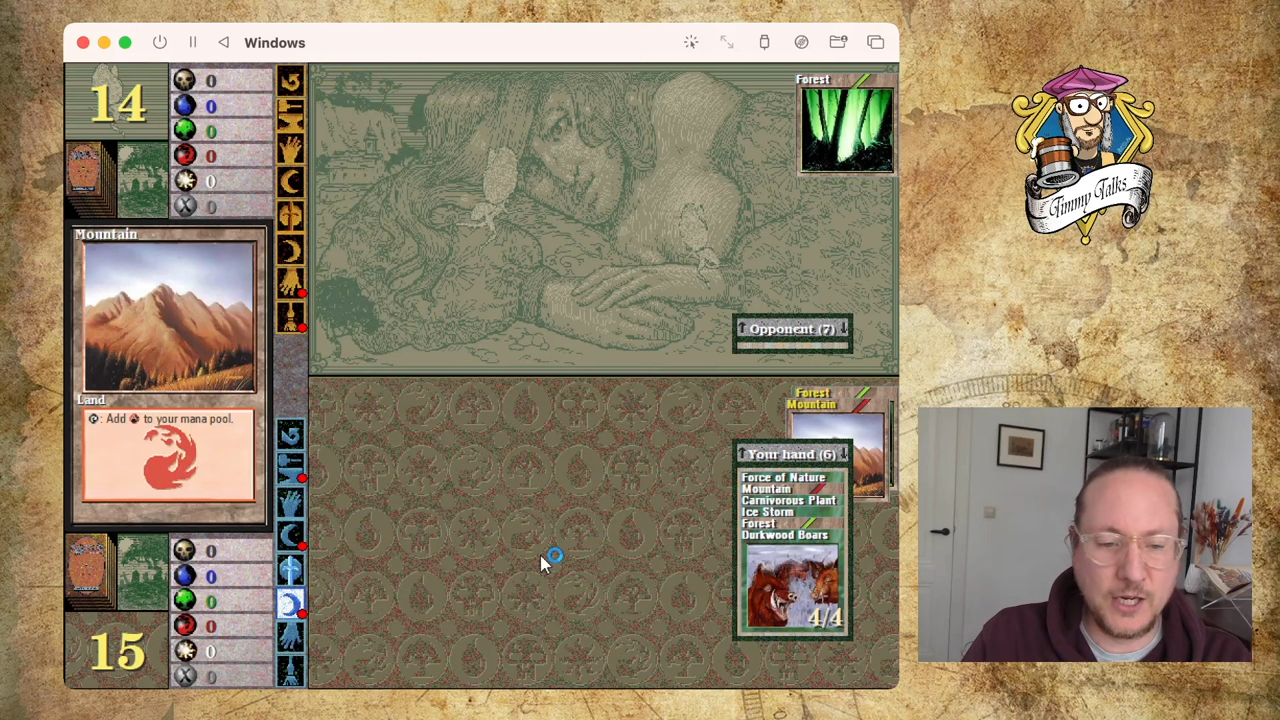 Windows
14
0
0
0
0
0
0
Forest
Mountain
Land
: Add to your mana pool.
Opponent (7)
Forest
Mountain
Your hand (6)
Force of Nature
Mountain
Carnivorous Plant
Ice Storm
Forest
Durkwood Boars
4/4
0
0
0
0
0
0
15
Timmy Talks